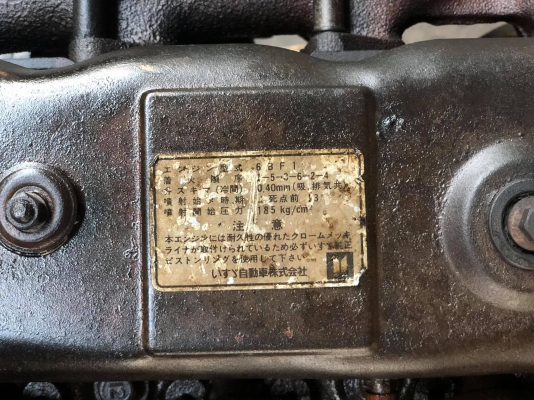 エンジン型式 6BF1
-5-3-6-2-4
スキマ(冷間) 0.40mm(吸,排気共)
噴射始メ時期 死点前 13°
噴射開始圧力 185kg/cm²
注 意
本エンジンには耐久性の優れたクロームメッキ
ライナが取付けられているため必ずいすゞ純正
ピストンリングを使用して下さい。
いすゞ自動車株式会社